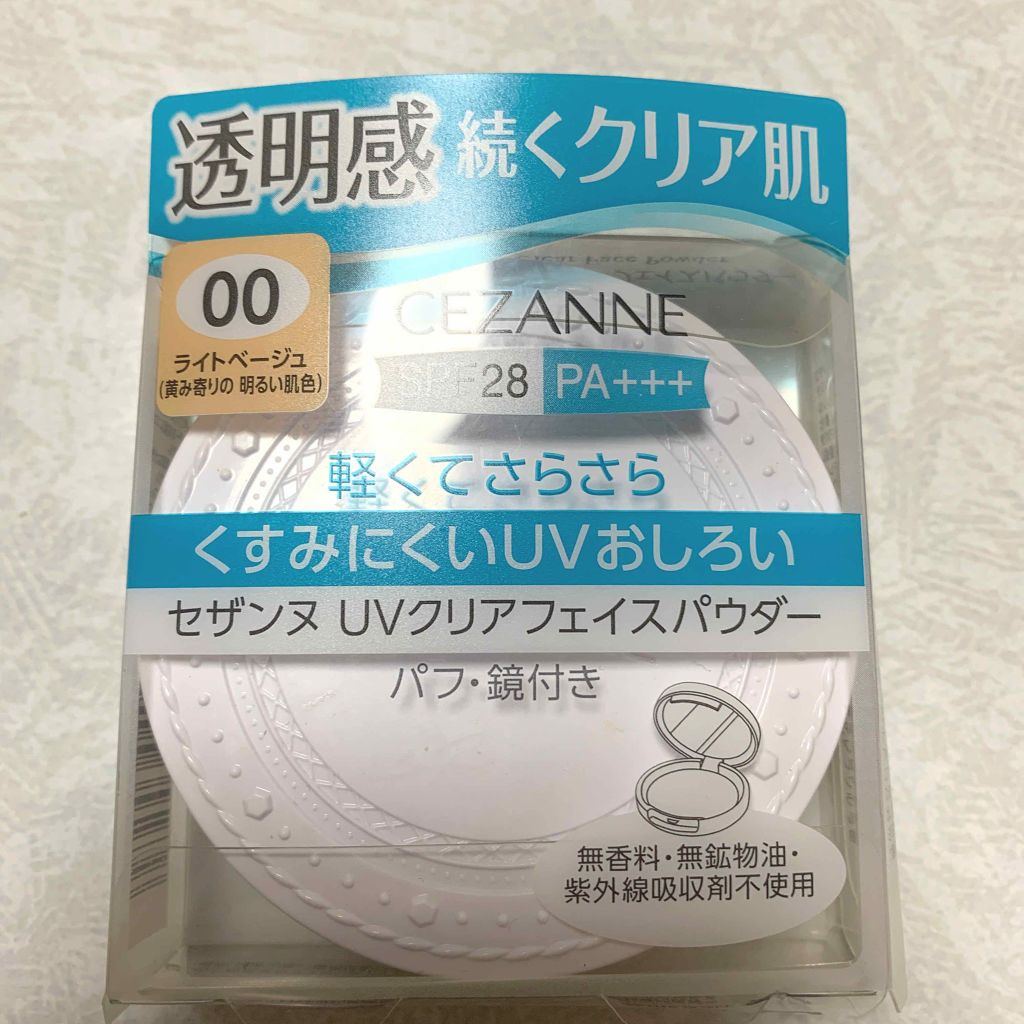 透明感 続くクリア肌
00
ライトベージュ
(黄み寄りの 明るい肌色)
CEZANNE
SPF28 PA+++
軽くてさらさら
くすみにくいUVおしろい
セザンヌ UVクリアフェイスパウダー
パフ・鏡付き
無香料・無鉱物油・
紫外線吸収剤不使用